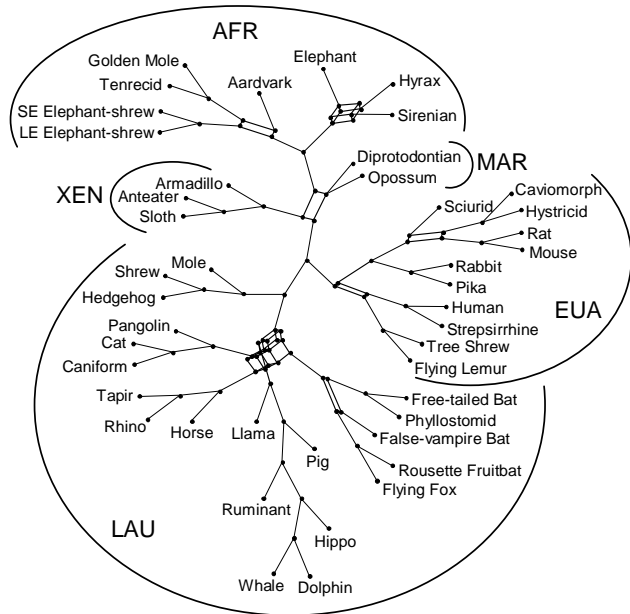 AFR
Golden Mole
Elephant
Tenrecid
Aardvark
Hyrax
SE Elephant-shrew
Sirenian
LE Elephant-shrew
Diprotodontian
MAR
Opossum
XEN
Armadillo
Anteater
Sloth
Sciurid
Caviomorph
Hystricid
Rat
Mouse
Shrew
Mole
Hedgehog
Rabbit
Pika
Human
EUA
Strepsirrhine
Tree Shrew
Flying Lemur
Pangolin
Cat
Caniform
Tapir
Rhino
Horse
Llama
Pig
Free-tailed Bat
Phyllostomid
False-vampire Bat
Rousette Fruitbat
Flying Fox
Ruminant
LAU
Hippo
Whale
Dolphin